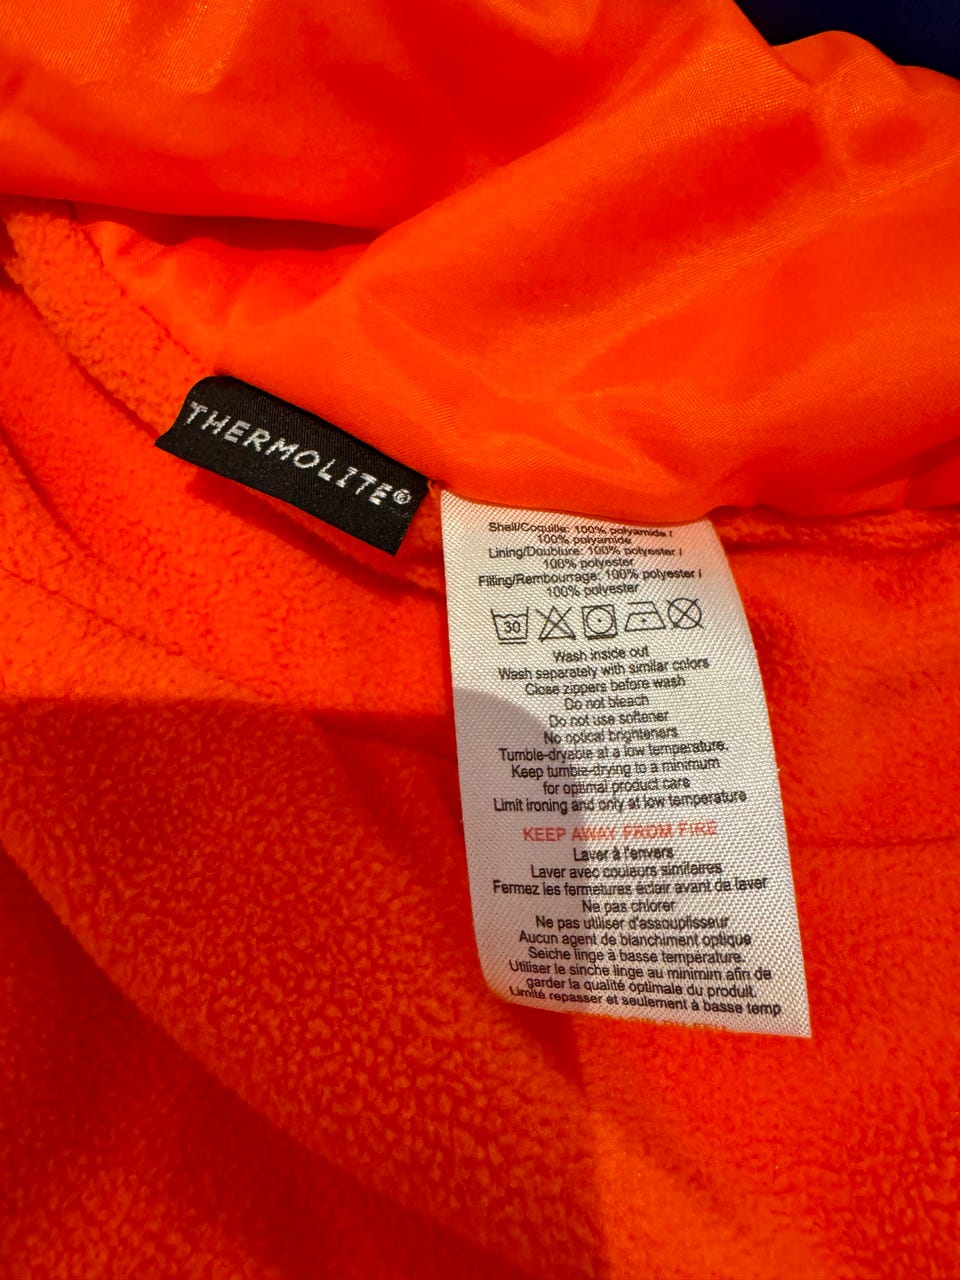 THERMOLITE®
Shell/Coquille: 100% polyamide /
100% polyamide
Lining/Doublure: 100% polyester /
100% polyester
Filling/Rembourrage: 100% polyester /
100% polyester
30
Wash inside out
Wash separately with similar colors
Close zippers before wash
Do not bleach
Do not use softener
No optical brighteners
Tumble-dryable at a low temperature.
Keep tumble-drying to a minimum
for optimal product care
Limit ironing and only at low temperature
KEEP AWAY FROM FIRE
Laver à l'envers
Laver avec couleurs similaires
Fermez les fermetures éclair avant de laver
Ne pas chlorer
Ne pas utiliser d'assouplisseur
Aucun agent de blanchiment optique
Seiche linge à basse température.
Utiliser le sinche linge au minimim afin de
garder la qualité optimale du produit.
Limité repasser et seulement à basse temp